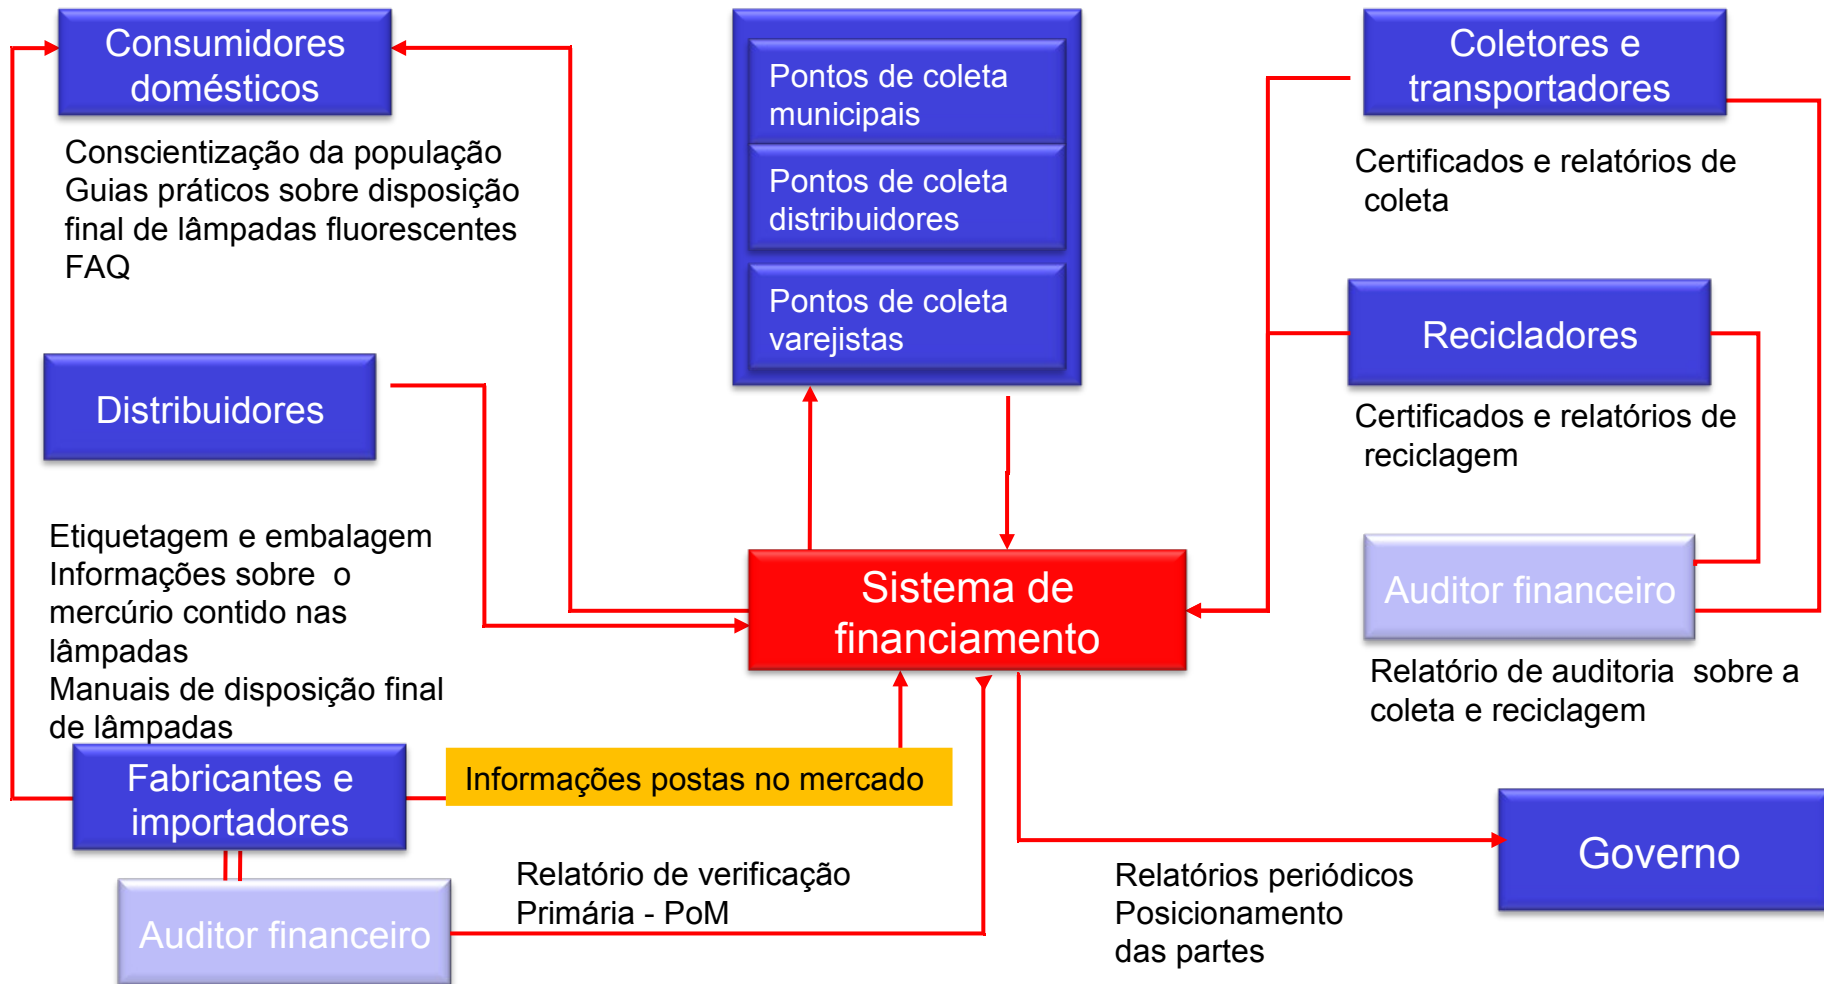 Consumidores
domésticos
Conscientização da população
Guias práticos sobre disposição
final de lâmpadas fluorescentes
FAQ
Distribuidores
Etiquetagem e embalagem
Informações sobre o
mercúrio contido nas
lâmpadas
Manuais de disposição final
de lâmpadas
Fabricantes e
importadores
Auditor financeiro
Pontos de coleta
municipais
Pontos de coleta
distribuidores
Pontos de coleta
varejistas
Sistema de
financiamento
Informações postas no mercado
Relatório de verificação
Primária - PoM
Coletores e
transportadores
Certificados e relatórios de
coleta
Recicladores
Certificados e relatórios de
reciclagem
Auditor financeiro
Relatório de auditoria sobre a
coleta e reciclagem
Governo
Relatórios periódicos
Posicionamento
das partes